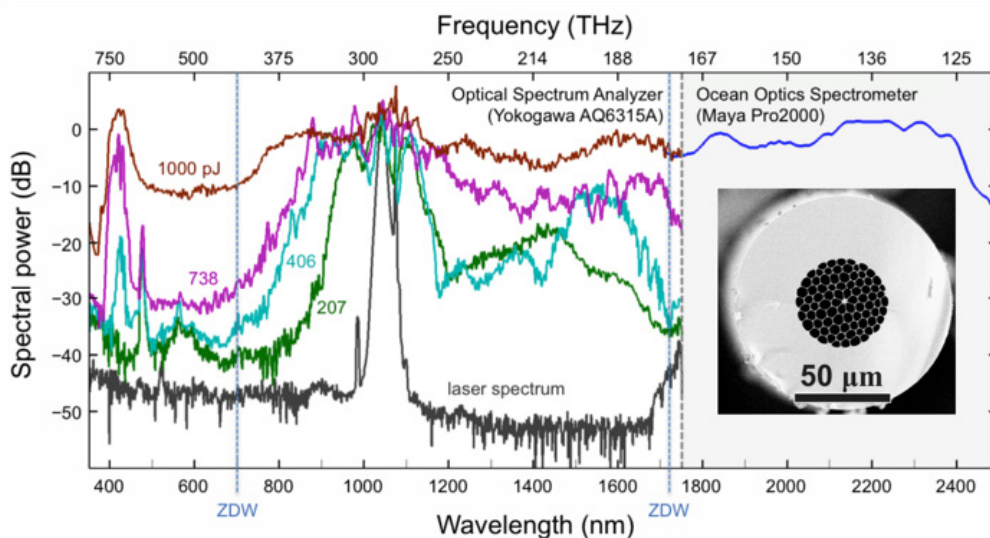 Frequency (THz)
750 500 375 300 250 214 188 167 150 136 125
Optical Spectrum Analyzer
(Yokogawa AQ6315A)
Ocean Optics Spectrometer
(Maya Pro2000)
Spectral power (dB)
0
−10
−20
−30
−40
−50
1000 pJ
738
406
207
laser spectrum
50 µm
400 600 800 1000 1200 1400 1600 1800 2000 2200 2400
ZDW ZDW
Wavelength (nm)